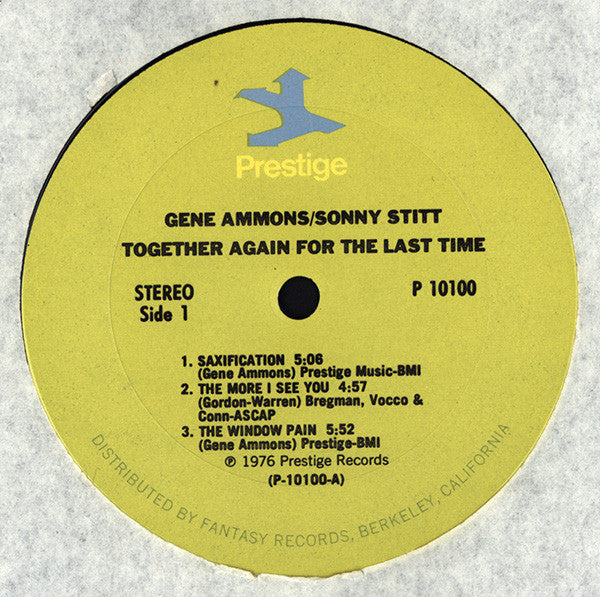 Prestige
GENE AMMONS/SONNY STITT
TOGETHER AGAIN FOR THE LAST TIME
STEREO
Side 1
P 10100
1. SAXIFICATION 5:06
(Gene Ammons) Prestige Music-BMI
2. THE MORE I SEE YOU 4:57
(Gordon-Warren) Bregman, Vocco &
Conn-ASCAP
3. THE WINDOW PAIN 5:52
(Gene Ammons) Prestige-BMI
℗ 1976 Prestige Records
(P-10100-A)
DISTRIBUTED BY FANTASY RECORDS, BERKELEY, CALIFORNIA